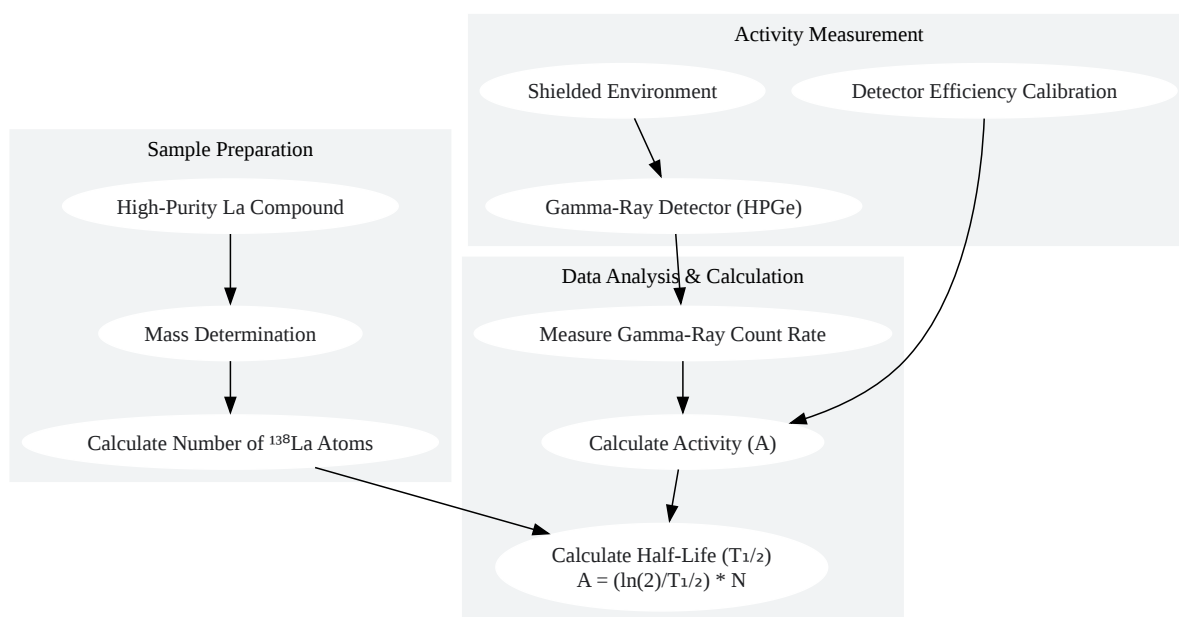 Activity Measurement
Shielded Environment
Detector Efficiency Calibration
Gamma-Ray Detector (HPGe)
Sample Preparation
High-Purity La Compound
Mass Determination
Calculate Number of ¹³⁸La Atoms
Data Analysis & Calculation
Measure Gamma-Ray Count Rate
Calculate Activity (A)
Calculate Half-Life (T₁/₂)
A = (ln(2)/T₁/₂) * N